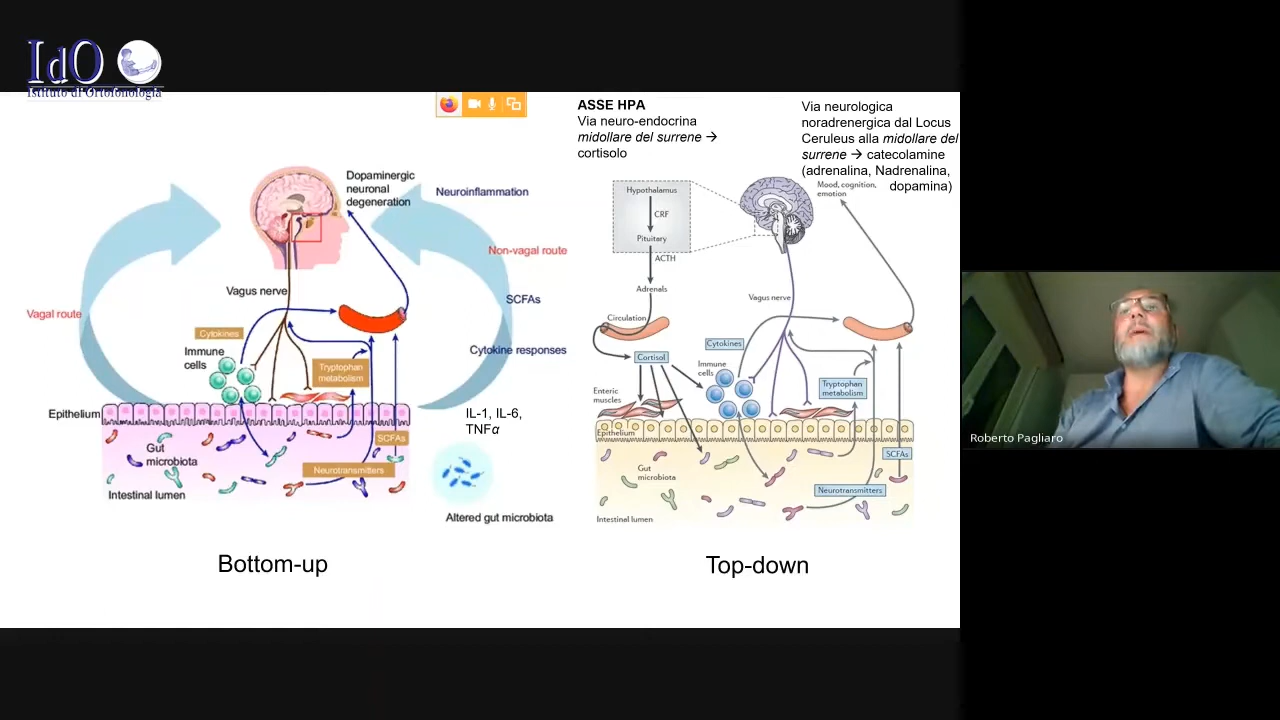 IdO
Istituto di Ortofonologia
ASSE HPA
Via neuro-endocrina
midollare del surrene →
cortisolo
Via neurologica
noradrenergica dal Locus
Ceruleus alla midollare del
surrene → catecolamine
(adrenalina, Nadrenalina,
dopamina)
Dopaminergic
neuronal
degeneration
Neuroinflammation
Non-vagal route
SCFAs
Cytokine responses
Vagus nerve
Vagal route
Cytokines
Immune
cells
Tryptophan
metabolism
Epithelium
IL-1, IL-6,
TNFα
SCFAs
Gut
microbiota
Neurotransmitters
Intestinal lumen
Altered gut microbiota
Bottom-up
Hypothalamus
CRF
Pituitary
ACTH
Adrenals
Circulation
Cortisol
Mood, cognition,
emotion
Vagus nerve
Cytokines
Immune
cells
Enteric
muscles
Tryptophan
metabolism
Epithelium
Gut
microbiota
SCFAs
Neurotransmitters
Intestinal lumen
Top-down
Roberto Pagliaro